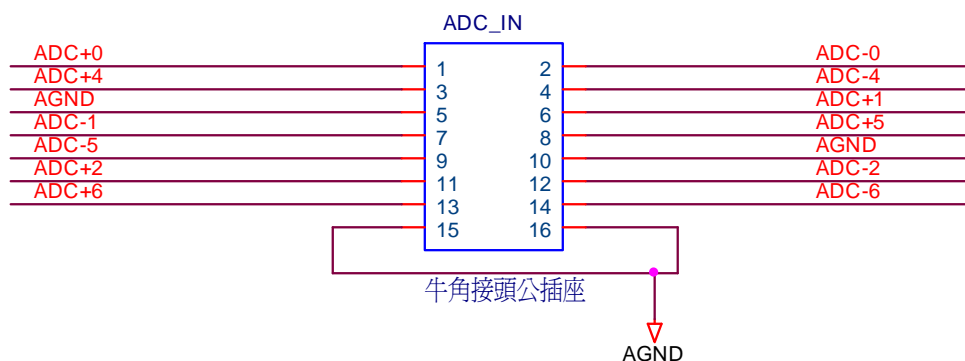 ADC_IN
ADC+0 1 2 ADC-0
ADC+4 3 4 ADC-4
AGND 5 6 ADC+1
ADC-1 7 8 ADC+5
ADC-5 9 10 AGND
ADC+2 11 12 ADC-2
ADC+6 13 14 ADC-6
15 16
牛角接頭公插座
AGND